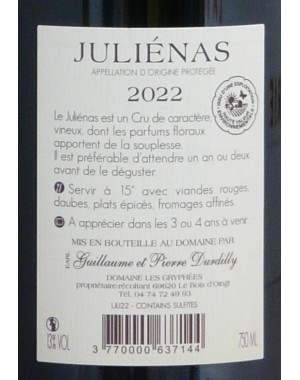 JULIÉNAS
APPELLATION D'ORIGINE PROTÉGÉE
2022
Le Juliénas est un Cru de caractère,
vineux, dont les parfums floraux
apportent de la souplesse.
Il est préférable d'attendre un an ou deux
avant de le déguster.
Servir à 15° avec viandes rouges,
daubes, plats épicés, fromages affinés.
A apprécier dans les 3 ou 4 ans à venir.
MIS EN BOUTEILLE AU DOMAINE PAR
EARL Guillaume et Pierre Durdilly
DOMAINE LES GRYPHÉES
propriétaire-récoltant 69620 Le Bois d'Oingt
Tél. 04 74 72 49 93
LJU22 - CONTAINS SULFITES
13% VOL
750 ML
3 770000 637144